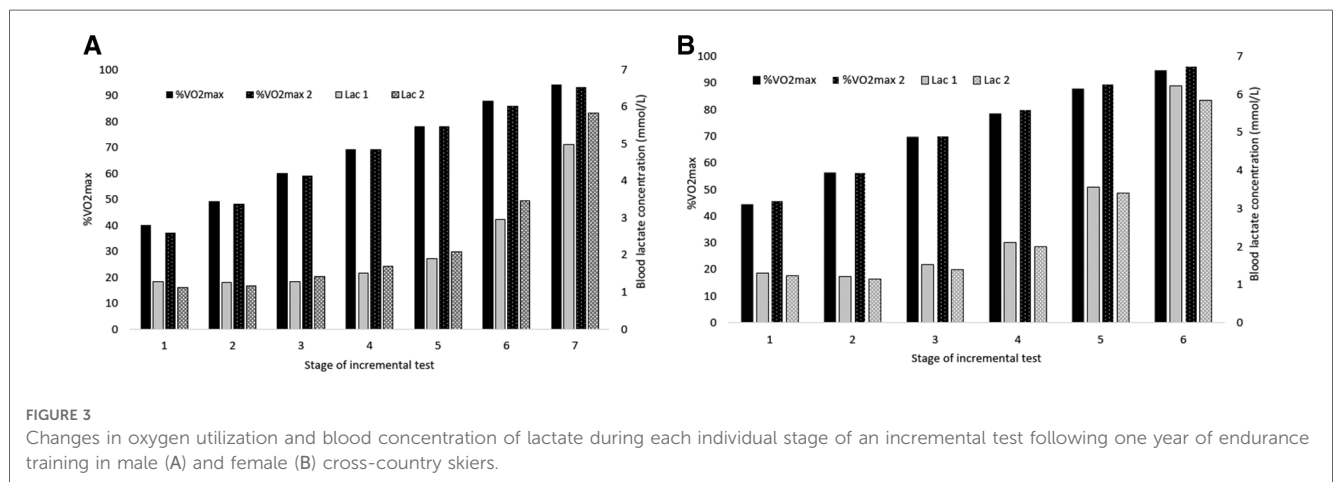 A
100
90
80
70
60
50
40
30
20
10
0
%VO2max
%VO2max %VO2max 2 Lac 1 Lac 2
7
6
5
4
3
2
1
0
Blood lactate concentration (mmol/L)
1 2 3 4 5 6 7
Stage of incremental test
B
100
90
80
70
60
50
40
30
20
10
0
%VO2max
%VO2max %VO2max 2 Lac 1 Lac 2
7
6
5
4
3
2
1
0
Blood lactate concentration (mmol/L)
1 2 3 4 5 6
Stage of incremental test
FIGURE 3
Changes in oxygen utilization and blood concentration of lactate during each individual stage of an incremental test following one year of endurance
training in male (A) and female (B) cross-country skiers.